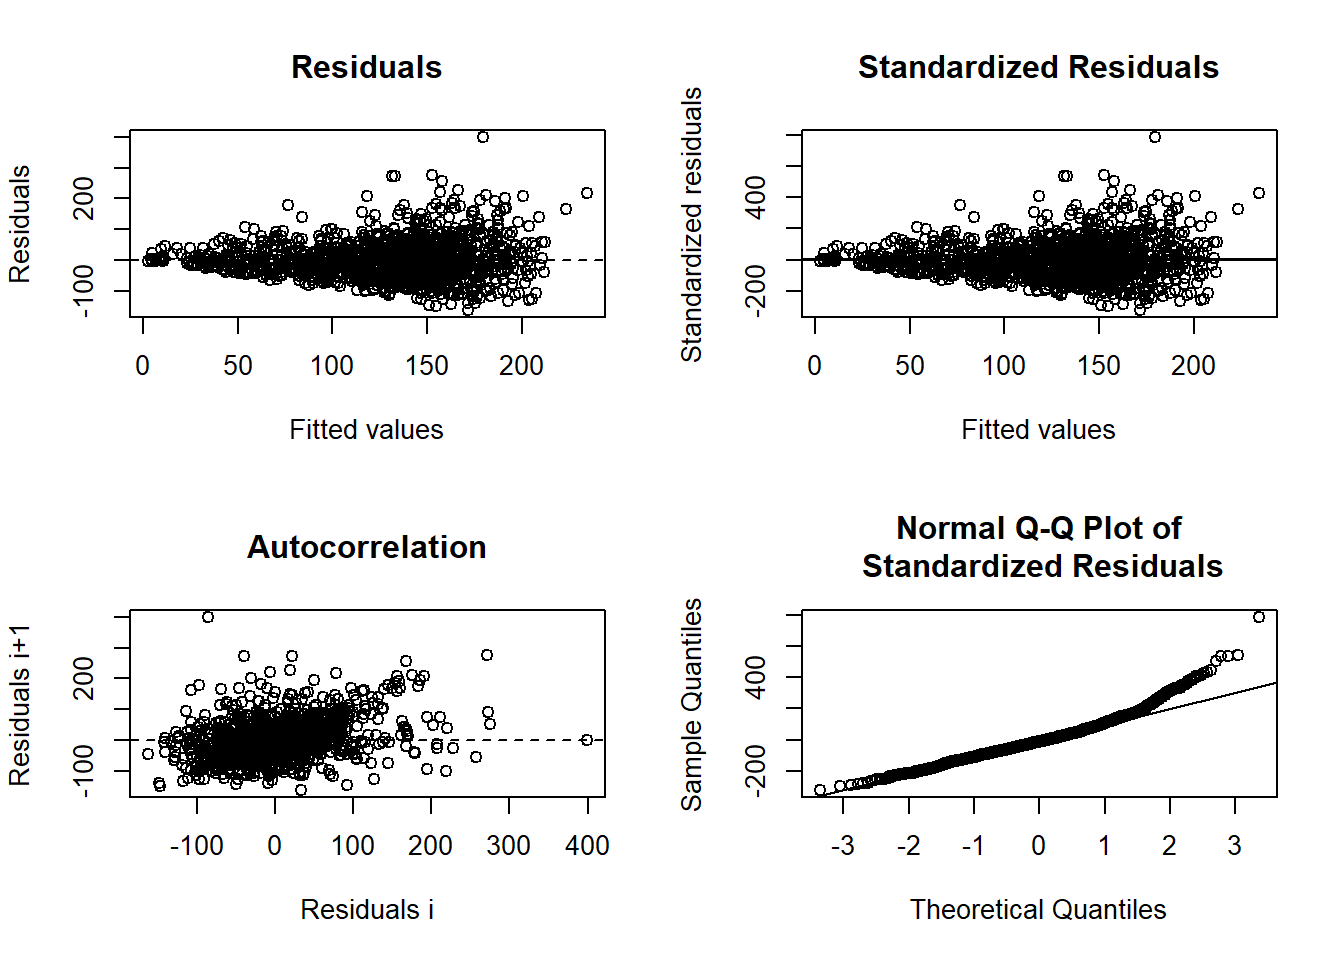 Residuals
Residuals
200
-100
0 50 100 150 200
Fitted values
Standardized Residuals
Standardized residuals
400
-200
0 50 100 150 200
Fitted values
Autocorrelation
Residuals i+1
200
-100
-100 0 100 200 300 400
Residuals i
Normal Q-Q Plot of
Standardized Residuals
Sample Quantiles
400
-200
-3 -2 -1 0 1 2 3
Theoretical Quantiles